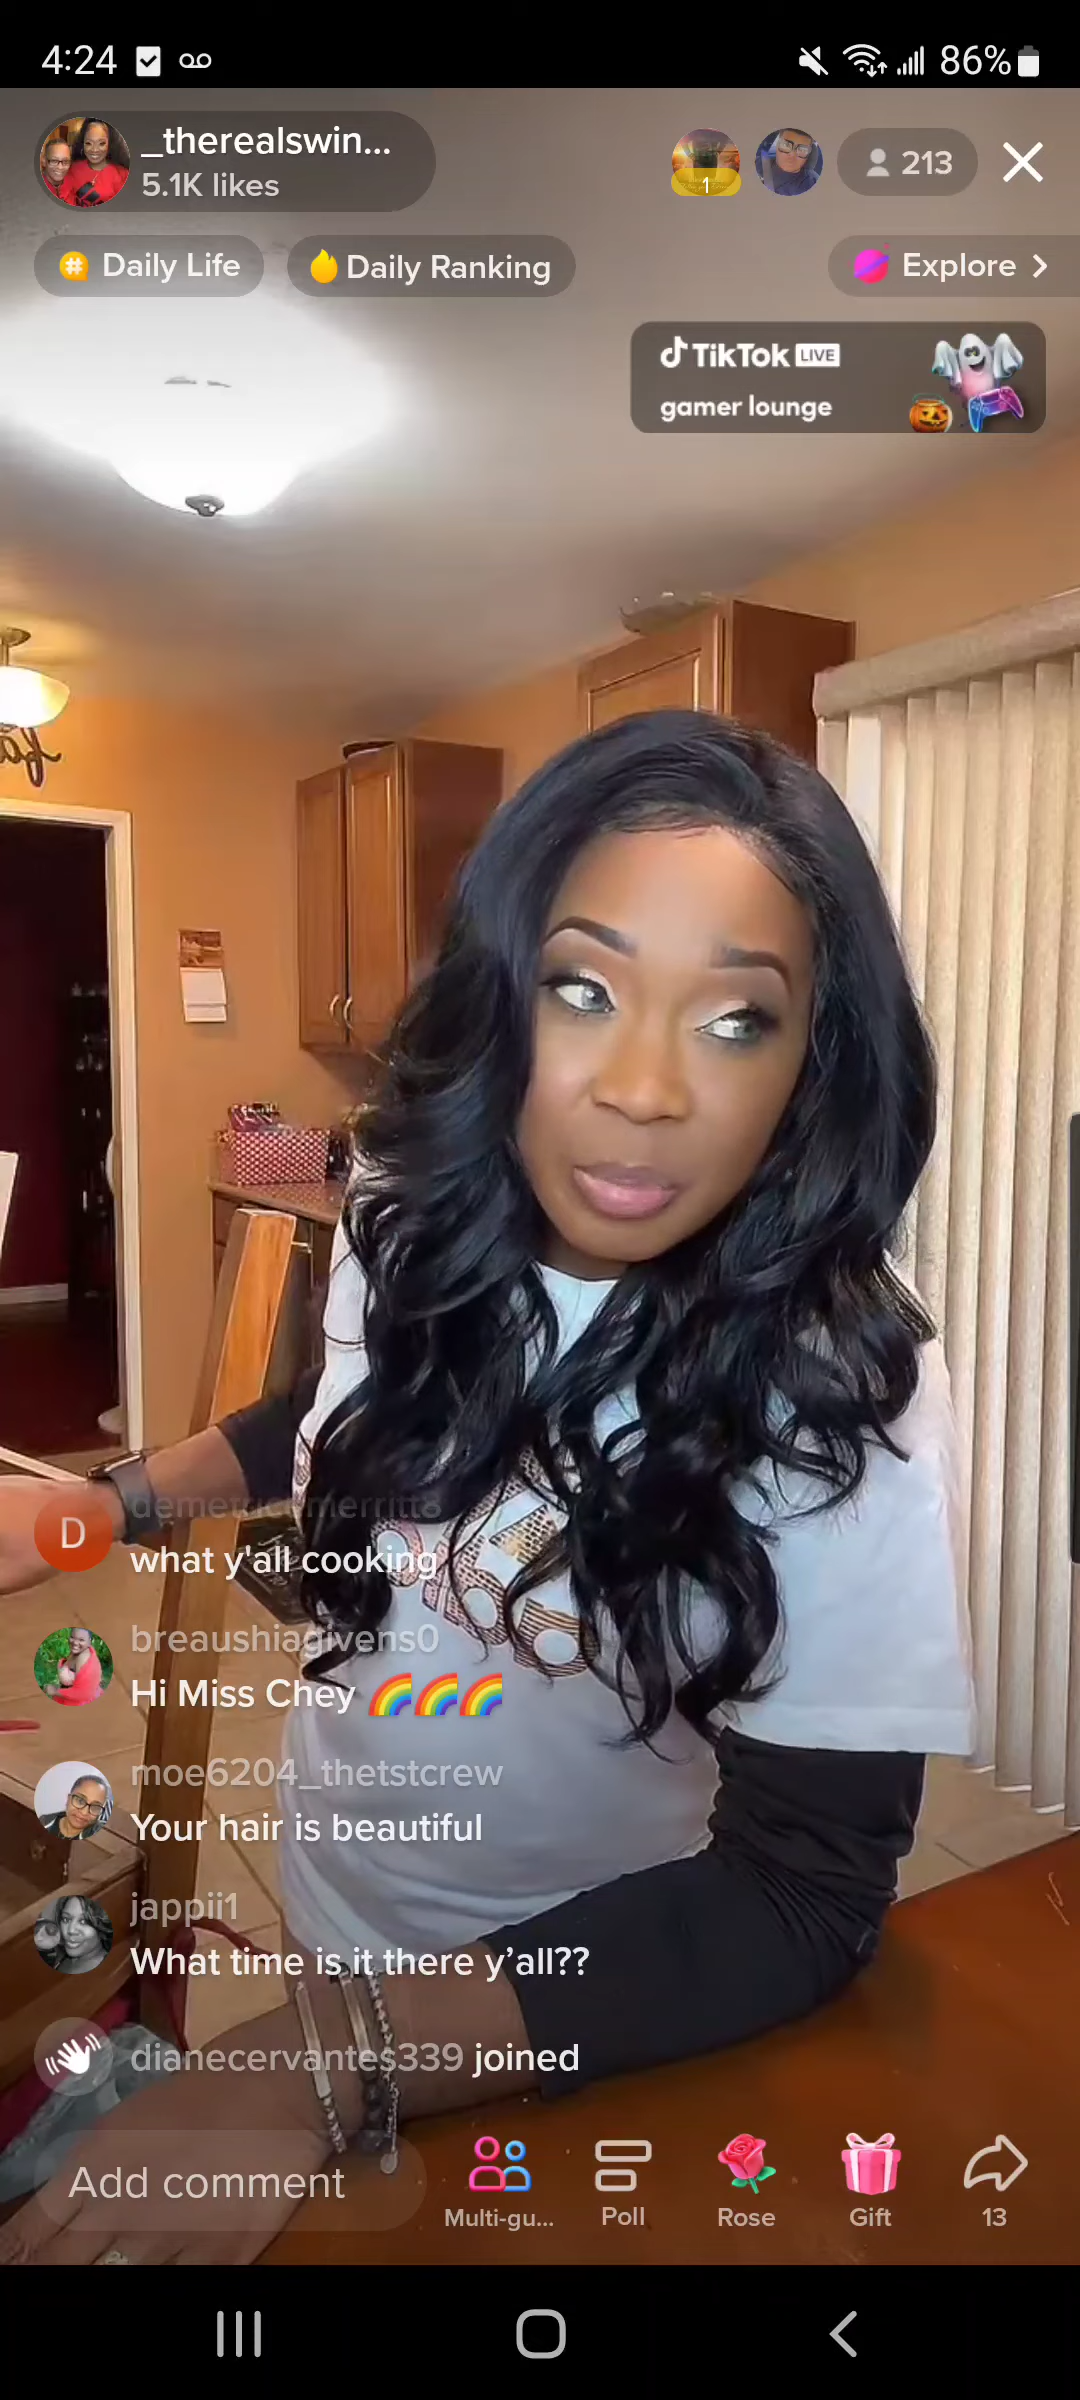 4:24
86%
_therealswin...
5.1K likes
1
213
Daily Life
Daily Ranking
Explore >
TikTok LIVE
gamer lounge
D
demetricemerritt8
what y'all cooking
breaushiagivens0
Hi Miss Chey 🌈🌈🌈
moe6204_thetstcrew
Your hair is beautiful
jappii1
What time is it there y’all??
dianecervantes339 joined
Add comment
Multi-gu...
Poll
Rose
Gift
13